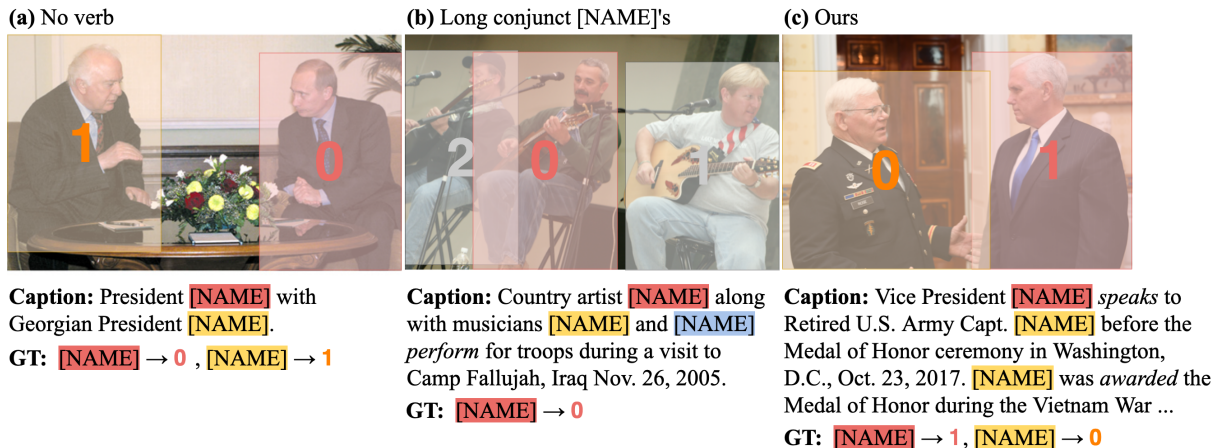 (a) No verb
1
0
Caption: President [NAME] with
Georgian President [NAME].
GT: [NAME] → 0 , [NAME] → 1
(b) Long conjunct [NAME]'s
2
0
1
Caption: Country artist [NAME] along
with musicians [NAME] and [NAME]
perform for troops during a visit to
Camp Fallujah, Iraq Nov. 26, 2005.
GT: [NAME] → 0
(c) Ours
0
1
Caption: Vice President [NAME] speaks to
Retired U.S. Army Capt. [NAME] before the
Medal of Honor ceremony in Washington,
D.C., Oct. 23, 2017. [NAME] was awarded the
Medal of Honor during the Vietnam War ...
GT: [NAME] → 1, [NAME] → 0